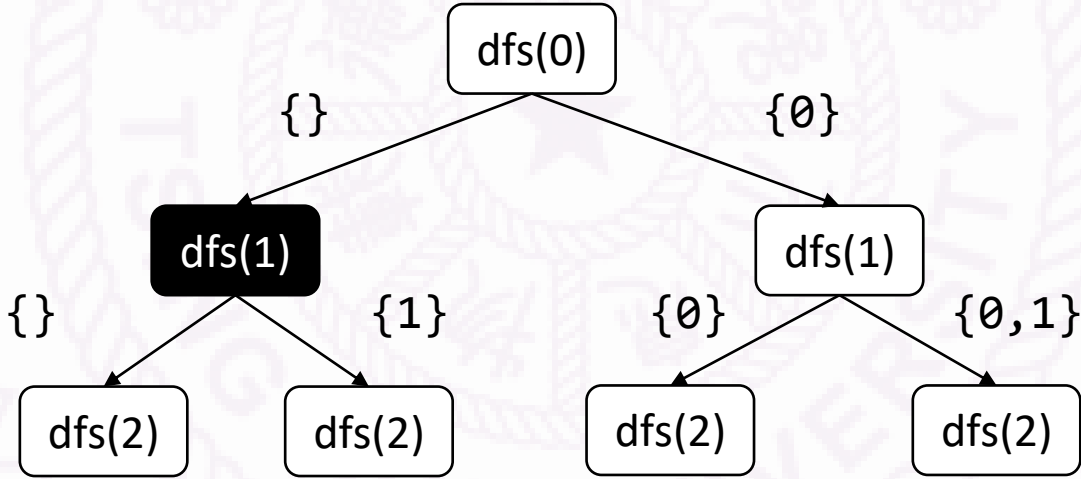 dfs(0)
{} {0}
dfs(1) dfs(1)
{} {1} {0} {0,1}
dfs(2) dfs(2) dfs(2) dfs(2)